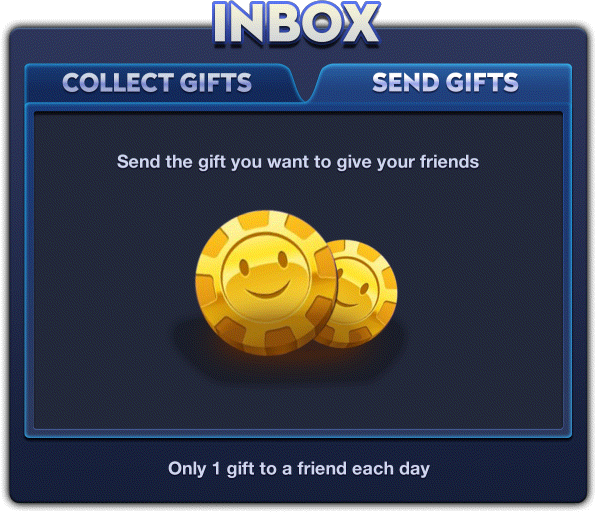 INBOX
COLLECT GIFTS
SEND GIFTS
Send the gift you want to give your friends
Only 1 gift to a friend each day